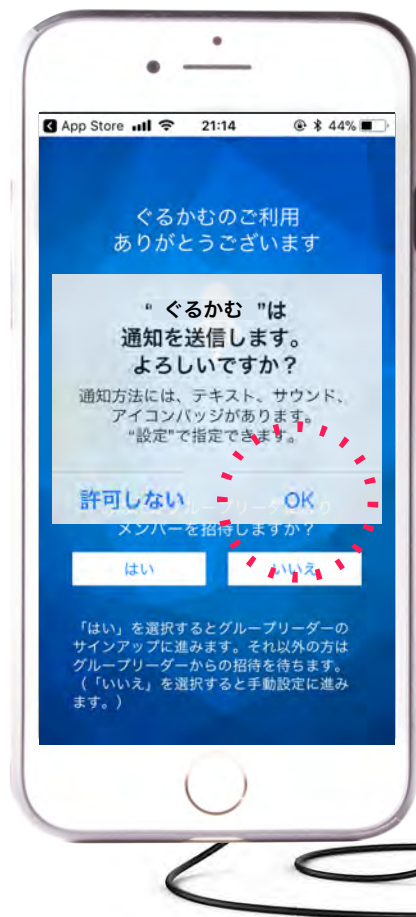 App Store 21:14 44%
ぐるかむのご利用
ありがとうございます
“ ぐるかむ ”は
通知を送信します。
よろしいですか？
通知方法には、テキスト、サウンド、
アイコンバッジがあります。
“設定”で指定できます。
許可しない OK
メンバーを招待しますか？
はい いいえ
「はい」を選択するとグループリーダーの
サインアップに進みます。それ以外の方は
グループリーダーからの招待を待ちます。
（「いいえ」を選択すると手動設定に進み
ます。）